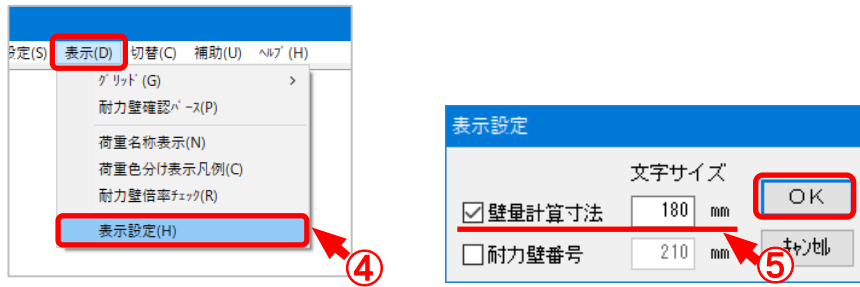 設定(S) 表示(D) 切替(C) 補助(U) ﾍﾙﾌﾟ(H)
ｸﾞﾘｯﾄﾞ(G) >
耐力壁確認ﾊﾟｰｽ(P)
荷重名称表示(N)
荷重色分け表示凡例(C)
耐力壁倍率ﾁｪｯｸ(R)
表示設定(H)
④
表示設定
文字サイズ
壁量計算寸法 180 mm
OK
耐力壁番号 210 mm
ｷｬﾝｾﾙ
⑤